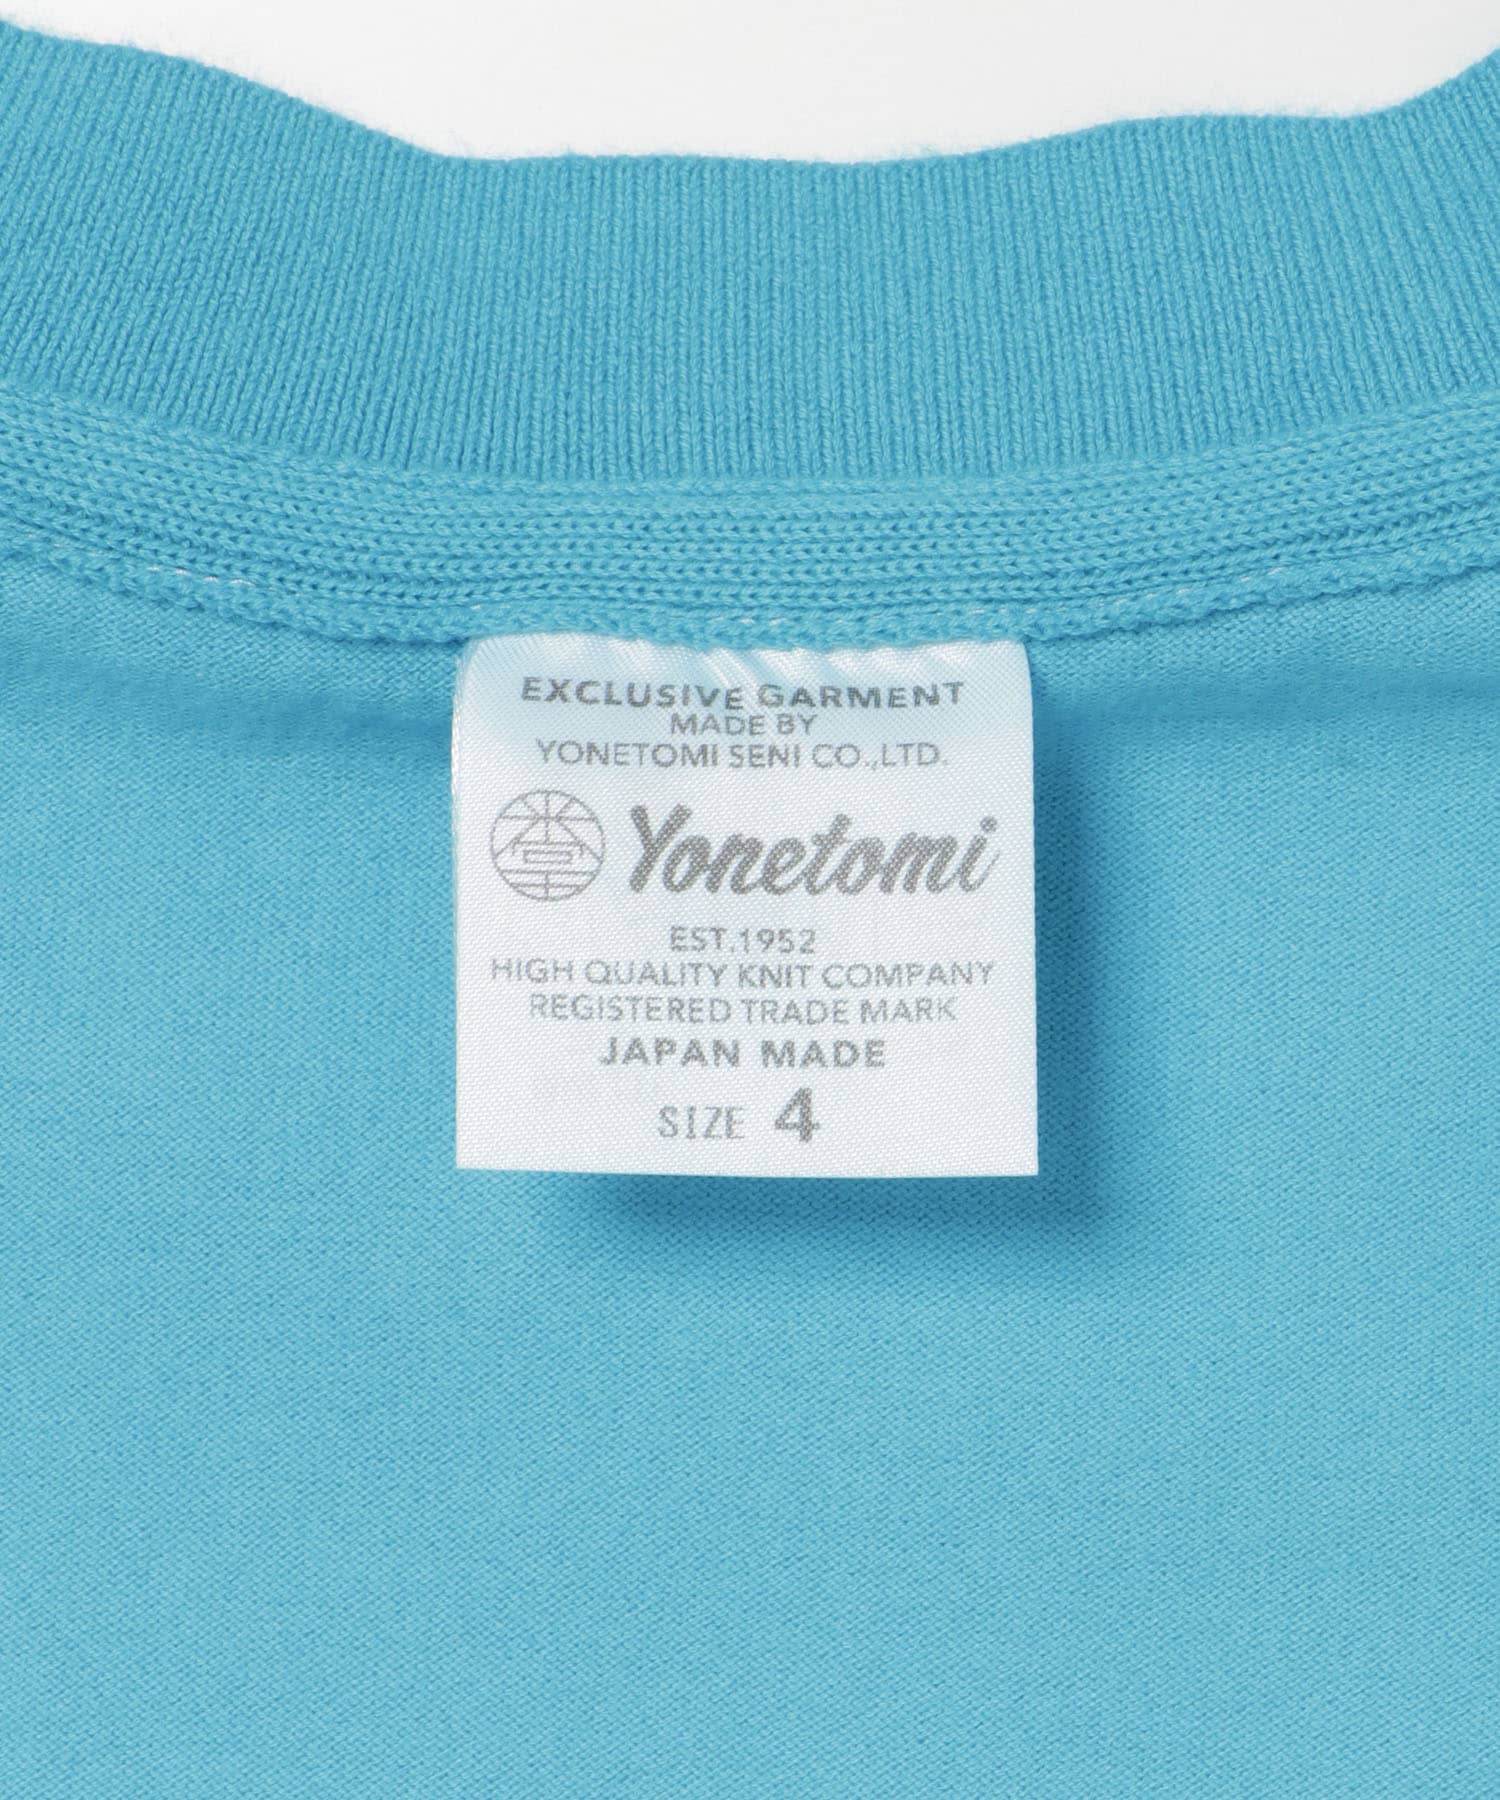 EXCLUSIVE GARMENT
MADE BY
YONETOMI SENI CO.,LTD.
Yonetomi
EST.1952
HIGH QUALITY KNIT COMPANY
REGISTERED TRADE MARK
JAPAN MADE
SIZE 4